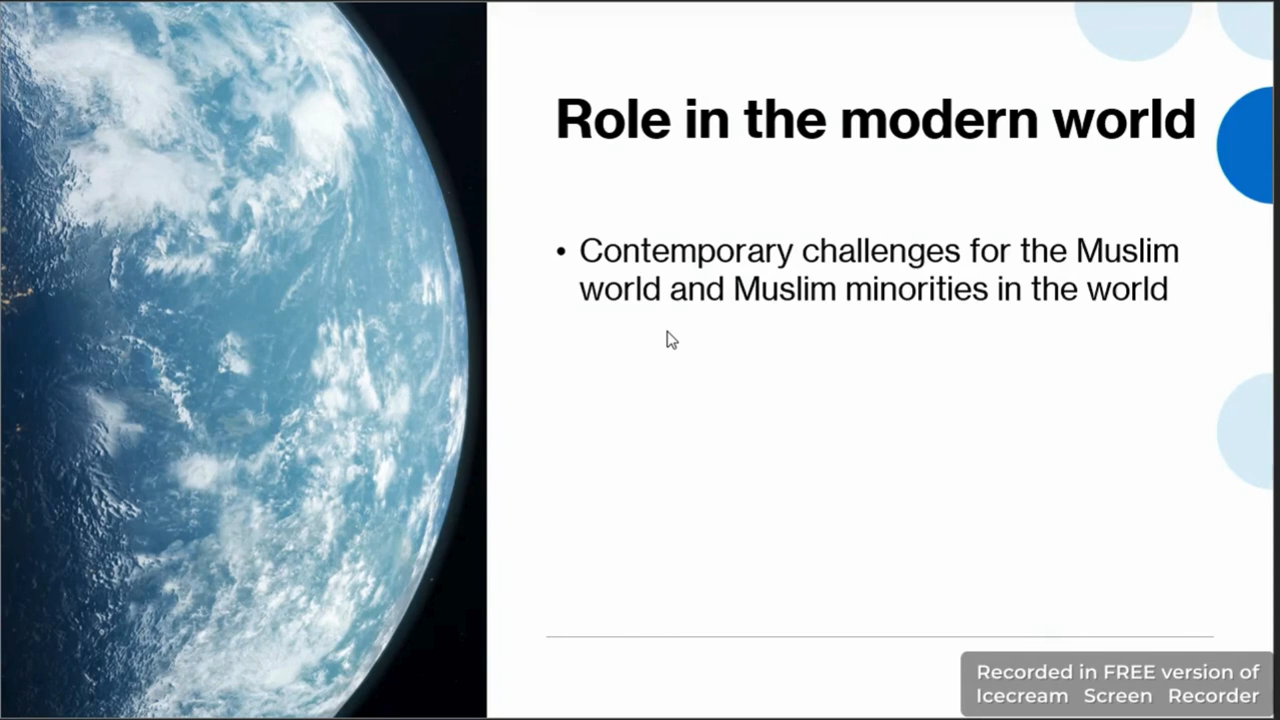 Role in the modern world
• Contemporary challenges for the Muslim
world and Muslim minorities in the world
Recorded in FREE version of
Icecream Screen Recorder